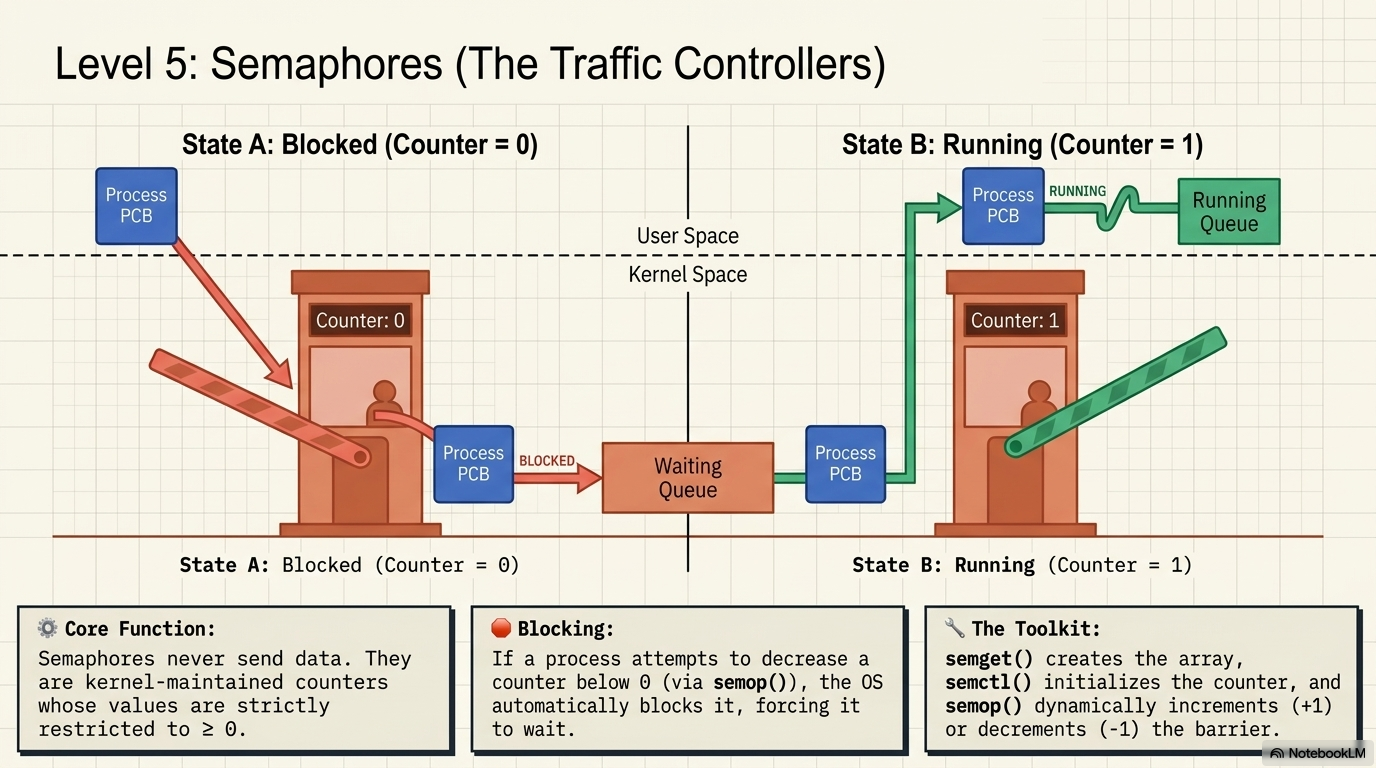 Level 5: Semaphores (The Traffic Controllers)
State A: Blocked (Counter = 0)
State B: Running (Counter = 1)
Process
PCB
User Space
Kernel Space
Counter: 0
Process
PCB
BLOCKED
Waiting
Queue
Process
PCB
Process
PCB
RUNNING
Running
Queue
Counter: 1
State A: Blocked (Counter = 0)
State B: Running (Counter = 1)
Core Function:
Semaphores never send data. They
are kernel-maintained counters
whose values are strictly
restricted to ≥ 0.
Blocking:
If a process attempts to decrease a
counter below 0 (via semop()), the OS
automatically blocks it, forcing it
to wait.
The Toolkit:
semget() creates the array,
semctl() initializes the counter, and
semop() dynamically increments (+1)
or decrements (-1) the barrier.
NotebookLM